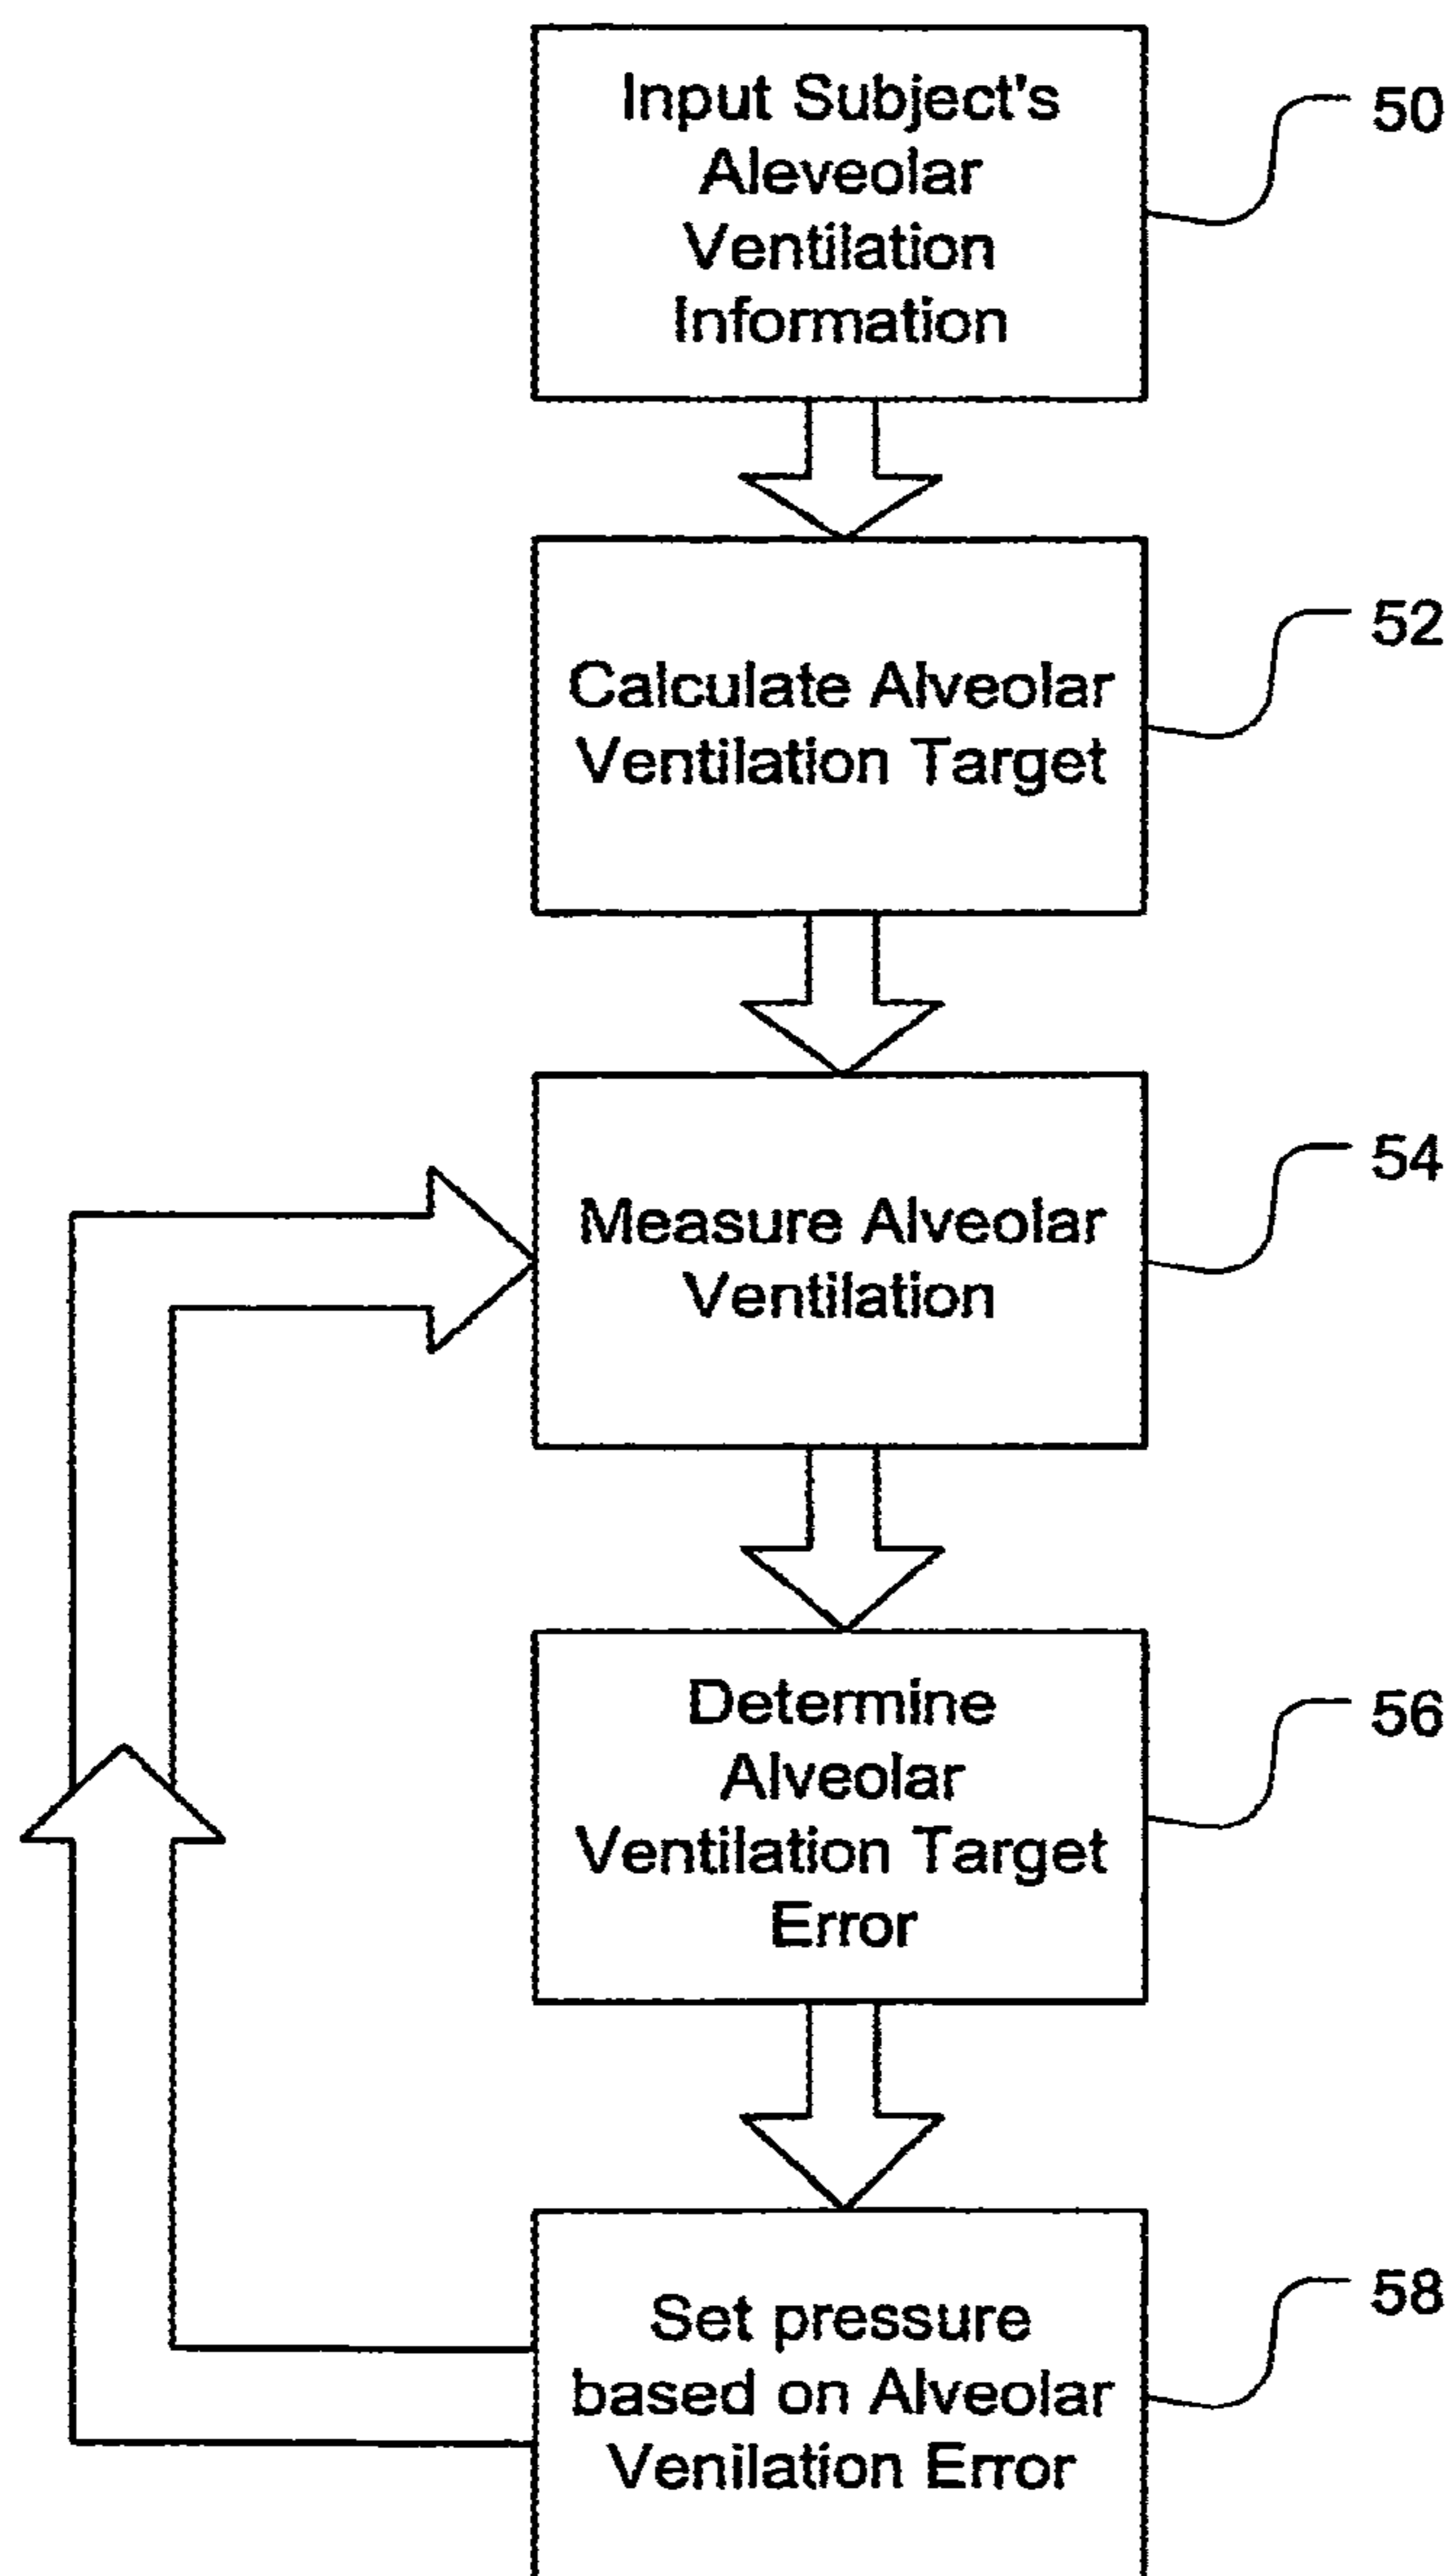 Input Subject's
Aleveolar
Ventilation
Information
50
Calculate Alveolar
Ventilation Target
52
Measure Alveolar
Ventilation
54
Determine
Alveolar
Ventilation Target
Error
56
Set pressure
based on Alveolar
Venilation Error
58